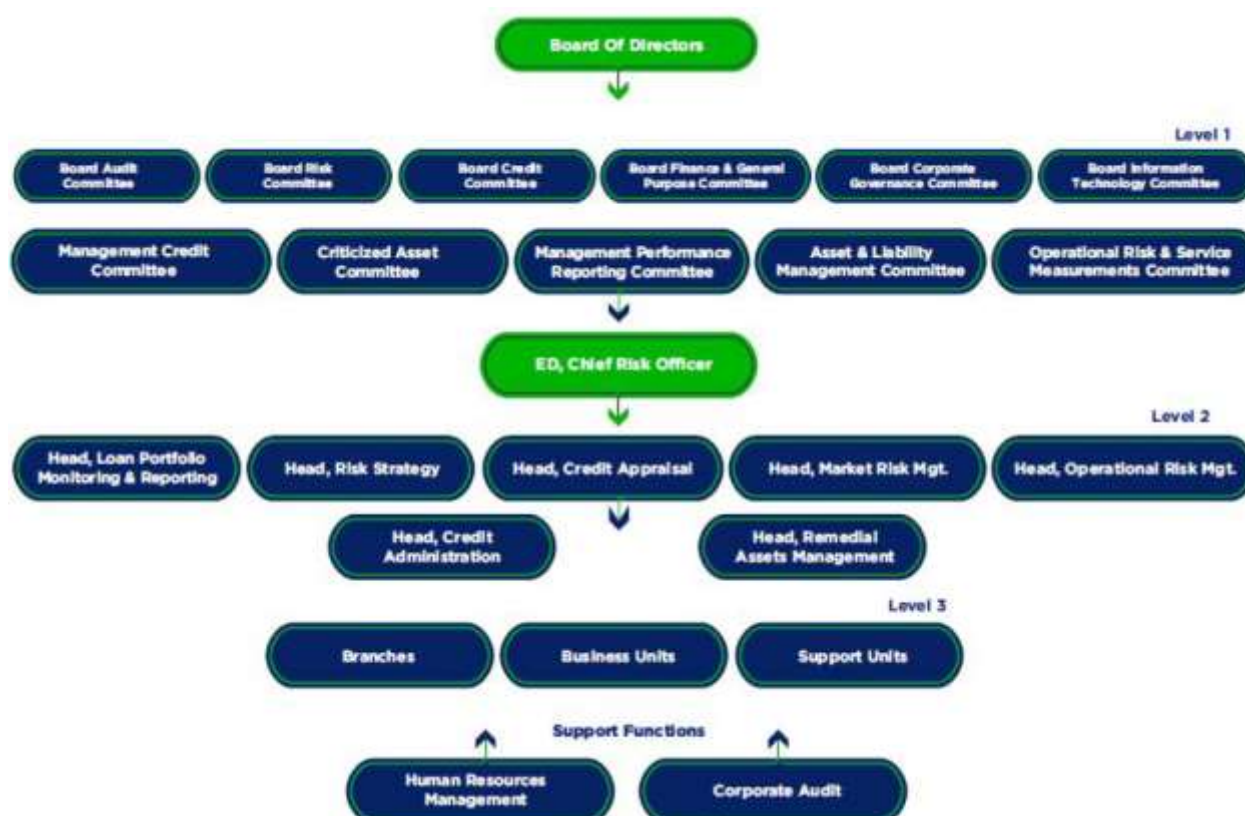 Board Of Directors
Level 1
Board Audit
Committee
Board Risk
Committee
Board Credit
Committee
Board Finance & General
Purpose Committee
Board Corporate
Governance Committee
Board Information
Technology Committee
Management Credit
Committee
Criticized Asset
Committee
Management Performance
Reporting Committee
Asset & Liability
Management Committee
Operational Risk & Service
Measurements Committee
ED, Chief Risk Officer
Level 2
Head, Loan Portfolio
Monitoring & Reporting
Head, Risk Strategy
Head, Credit Appraisal
Head, Market Risk Mgt.
Head, Operational Risk Mgt.
Head, Credit
Administration
Head, Remedial
Assets Management
Level 3
Branches
Business Units
Support Units
Support Functions
Human Resources
Management
Corporate Audit